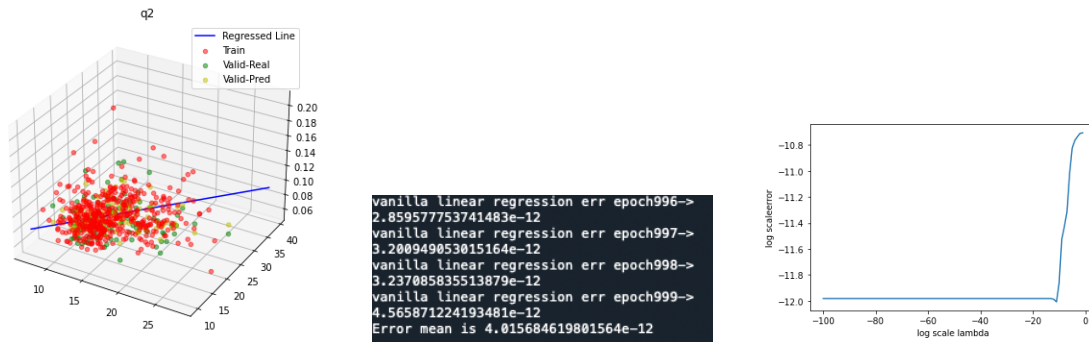 q2
Regressed Line
Train
Valid-Real
Valid-Pred
0.20
0.18
0.16
0.14
0.12
0.10
0.08
0.06
40
35
30
25
20
15
10
10
15
20
25
vanilla linear regression err epoch996->
2.859577753741483e-12
vanilla linear regression err epoch997->
3.200949053015164e-12
vanilla linear regression err epoch998->
3.237085835513879e-12
vanilla linear regression err epoch999->
4.565871224193481e-12
Error mean is 4.015684619801564e-12
log scaleerror
−10.8
−11.0
−11.2
−11.4
−11.6
−11.8
−12.0
−100
−80
−60
−40
−20
0
log scale lambda